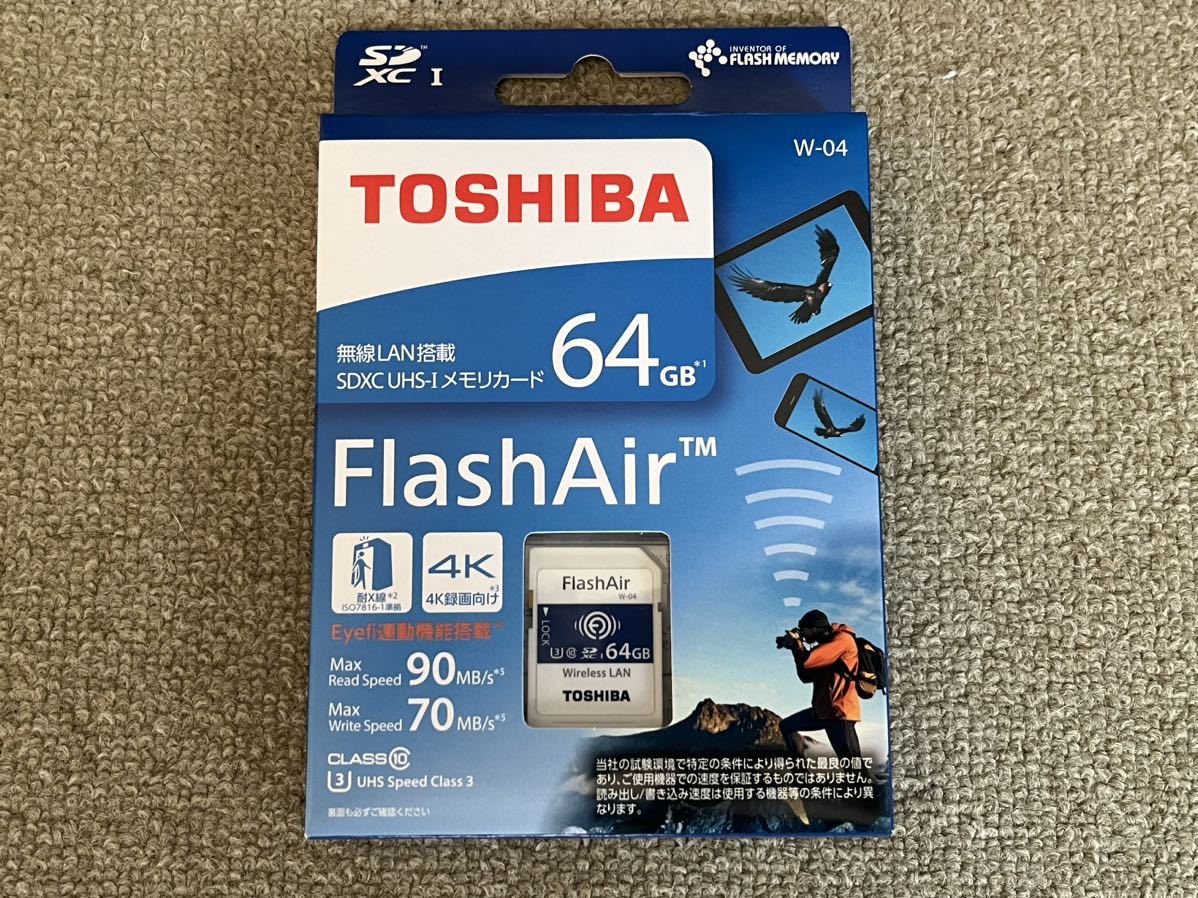 SD XC I
INVENTOR OF
FLASH MEMORY
W-04
TOSHIBA
無線LAN搭載
SDXC UHS-I メモリカード 64GB*1
FlashAir™
耐X線*2
ISO7816-1準拠
4K
4K録画向け*3
Eyefi連動機能搭載*4
Max
Read Speed 90MB/s*5
Max
Write Speed 70MB/s*5
CLASS 10
3 UHS Speed Class 3
裏面も必ずご確認ください
FlashAir
W-04
LOCK
3 10 SD XC I 64GB
Wireless LAN
TOSHIBA
当社の試験環境で特定の条件により得られた最良の値で
あり、ご使用機器での速度を保証するものではありません。
読み出し/書き込み速度は使用する機器等の条件により異
なります。